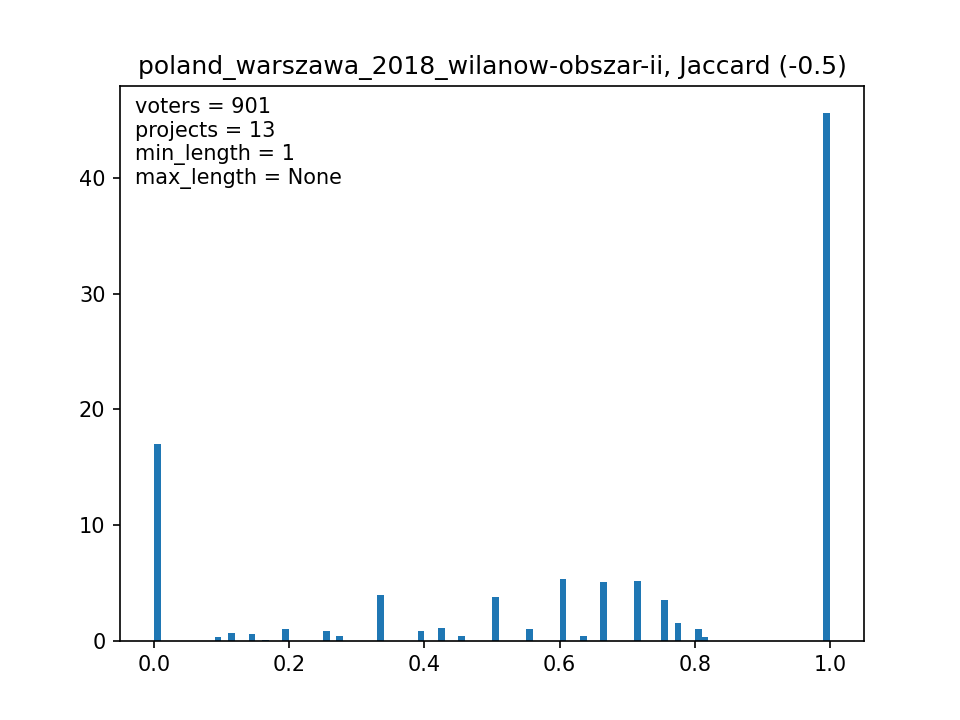 poland_warszawa_2018_wilanow-obszar-ii, Jaccard (-0.5)
voters = 901
projects = 13
min_length = 1
max_length = None
40
30
20
10
0
0.0 0.2 0.4 0.6 0.8 1.0